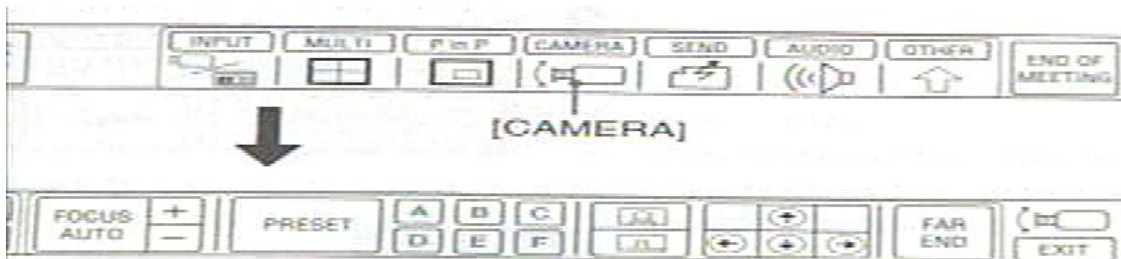 INPUT MULTI P in P CAMERA SEND AUDIO OTHER
END OF
MEETING
[CAMERA]
FOCUS
AUTO
+
−
PRESET
A B C
D E F
FAR
END
EXIT